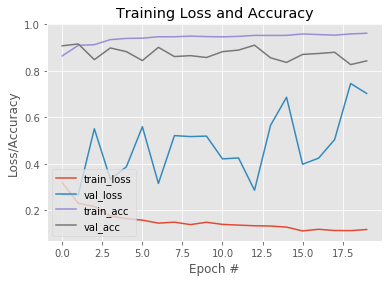 Training Loss and Accuracy
1.0
0.8
0.6
0.4
0.2
Loss/Accuracy
train_loss
val_loss
train_acc
val_acc
0.0 2.5 5.0 7.5 10.0 12.5 15.0 17.5
Epoch #